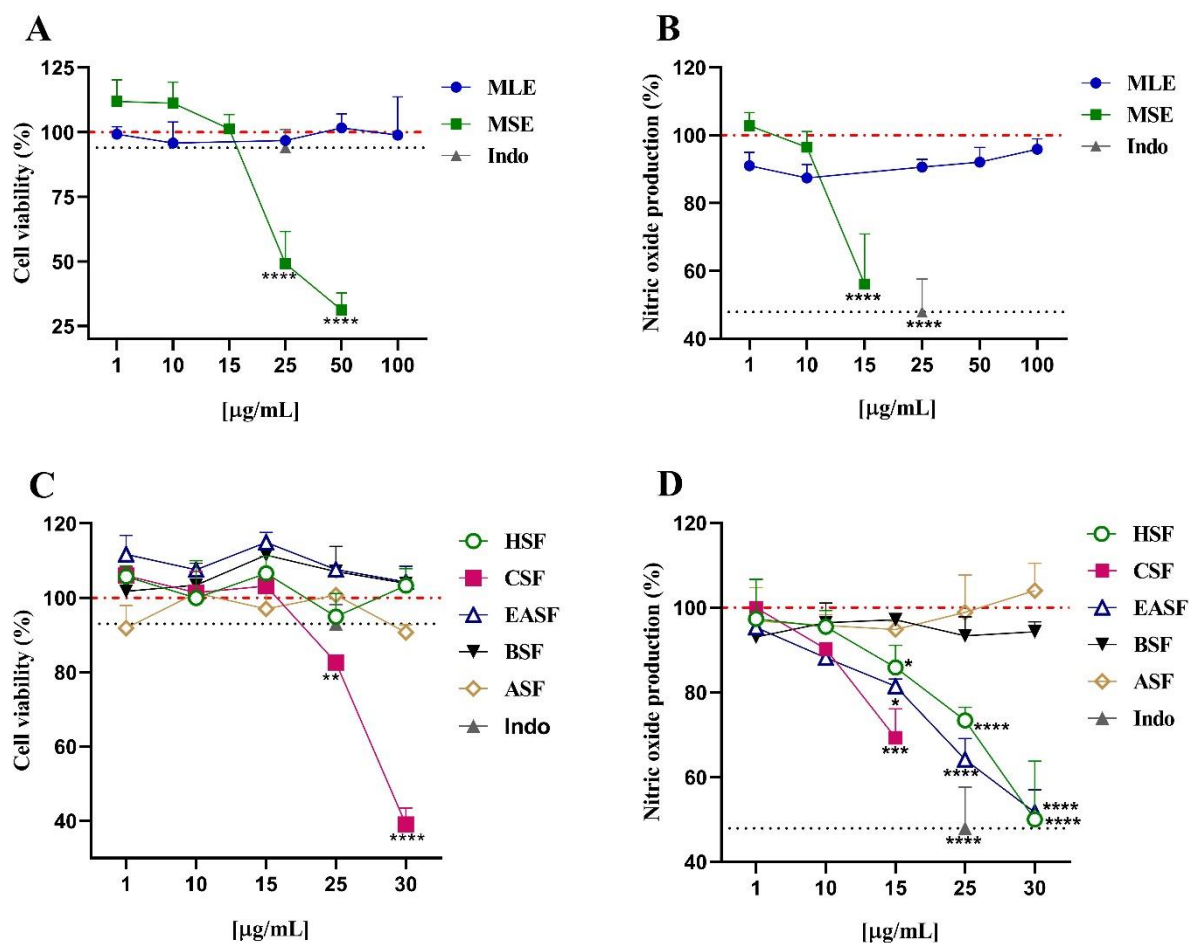 A
Cell viability (%)
125
100
75
50
25
1 10 15 25 50 100
[µg/mL]
MLE
MSE
Indo
****
****
B
Nitric oxide production (%)
120
100
80
60
40
1 10 15 25 50 100
[µg/mL]
MLE
MSE
Indo
****
****
C
Cell viability (%)
120
100
80
60
40
1 10 15 25 30
[µg/mL]
HSF
CSF
EASF
BSF
ASF
Indo
**
****
D
Nitric oxide production (%)
120
100
80
60
40
1 10 15 25 30
[µg/mL]
HSF
CSF
EASF
BSF
ASF
Indo
*
*
***
****
****
****
****
****